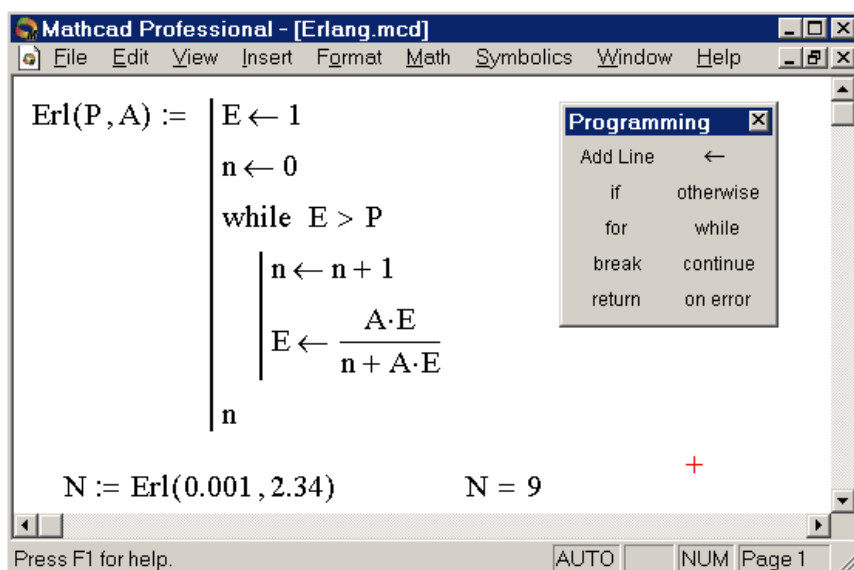 Mathcad Professional - [Erlang.mcd]
File Edit View Insert Format Math Symbolics Window Help
Erl(P,A) := E ← 1
n ← 0
while E > P
n ← n + 1
E ← A·E
n + A·E
n
N := Erl(0.001,2.34) N = 9
Programming
Add Line ←
if otherwise
for while
break continue
return on error
Press F1 for help. AUTO NUM Page 1